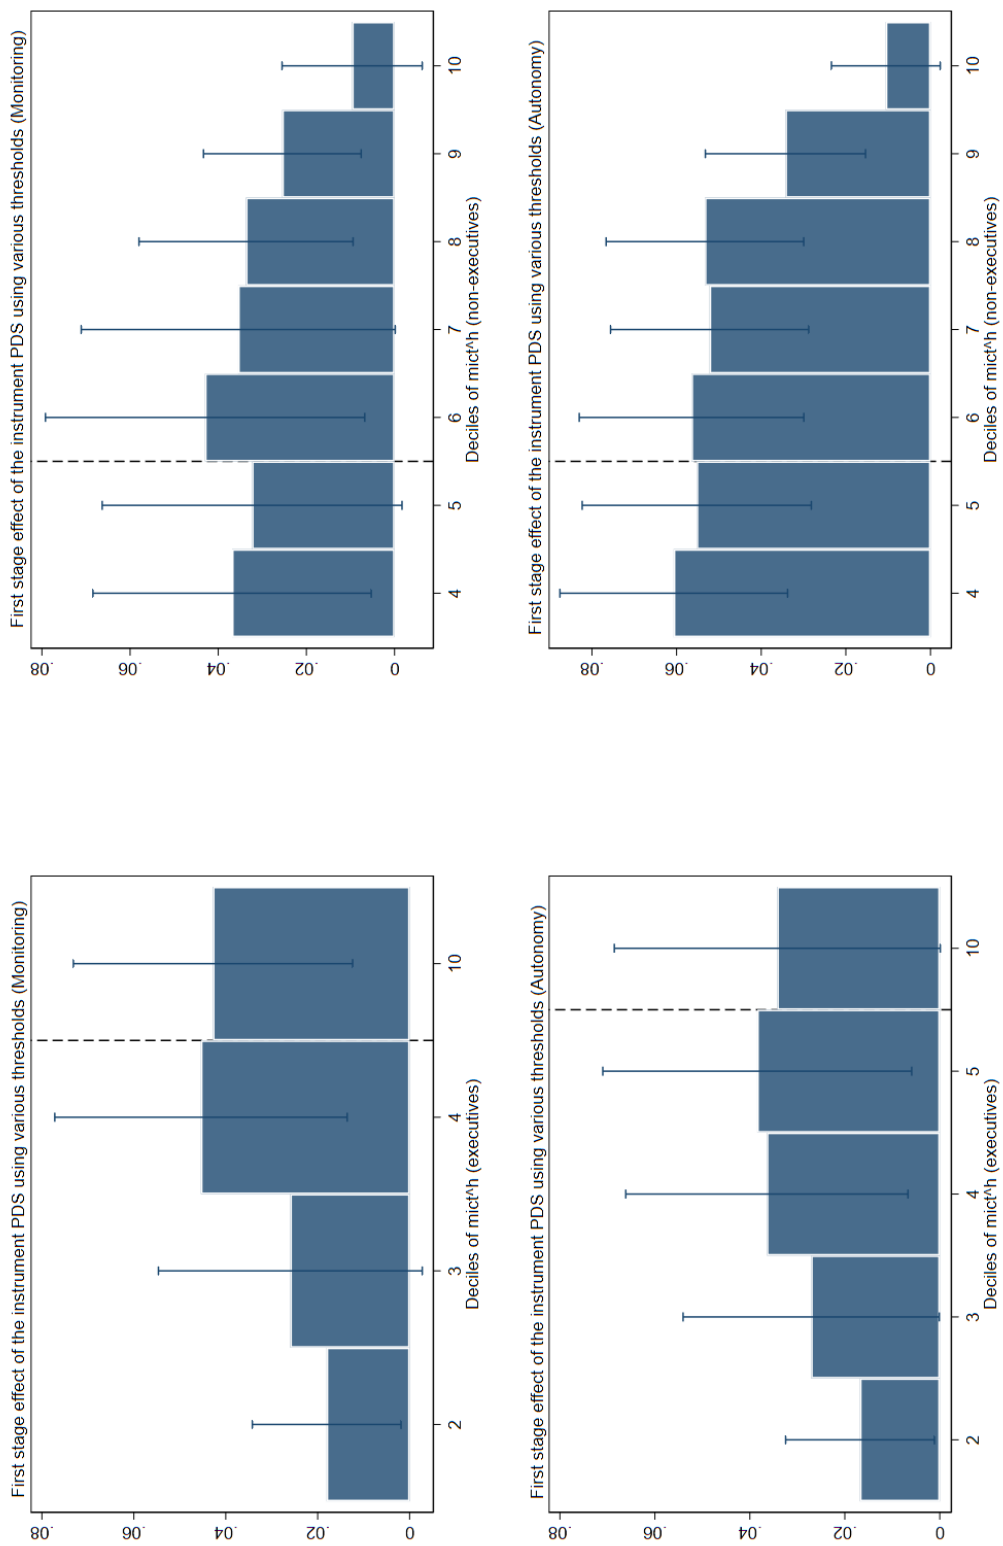 First stage effect of the instrument PDS using various thresholds (Monitoring)
.08
.06
.04
.02
0
2 3 4 10
Deciles of mict^h (executives)
First stage effect of the instrument PDS using various thresholds (Monitoring)
.08
.06
.04
.02
0
4 5 6 7 8 9 10
Deciles of mict^h (non-executives)
First stage effect of the instrument PDS using various thresholds (Autonomy)
.08
.06
.04
.02
0
2 3 4 5 10
Deciles of mict^h (executives)
First stage effect of the instrument PDS using various thresholds (Autonomy)
.08
.06
.04
.02
0
4 5 6 7 8 9 10
Deciles of mict^h (non-executives)